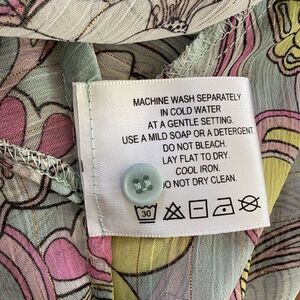 MACHINE WASH SEPARATELY
IN COLD WATER
AT A GENTLE SETTING.
USE A MILD SOAP OR A DETERGENT
DO NOT BLEACH.
LAY FLAT TO DRY.
COOL IRON.
DO NOT DRY CLEAN.
30